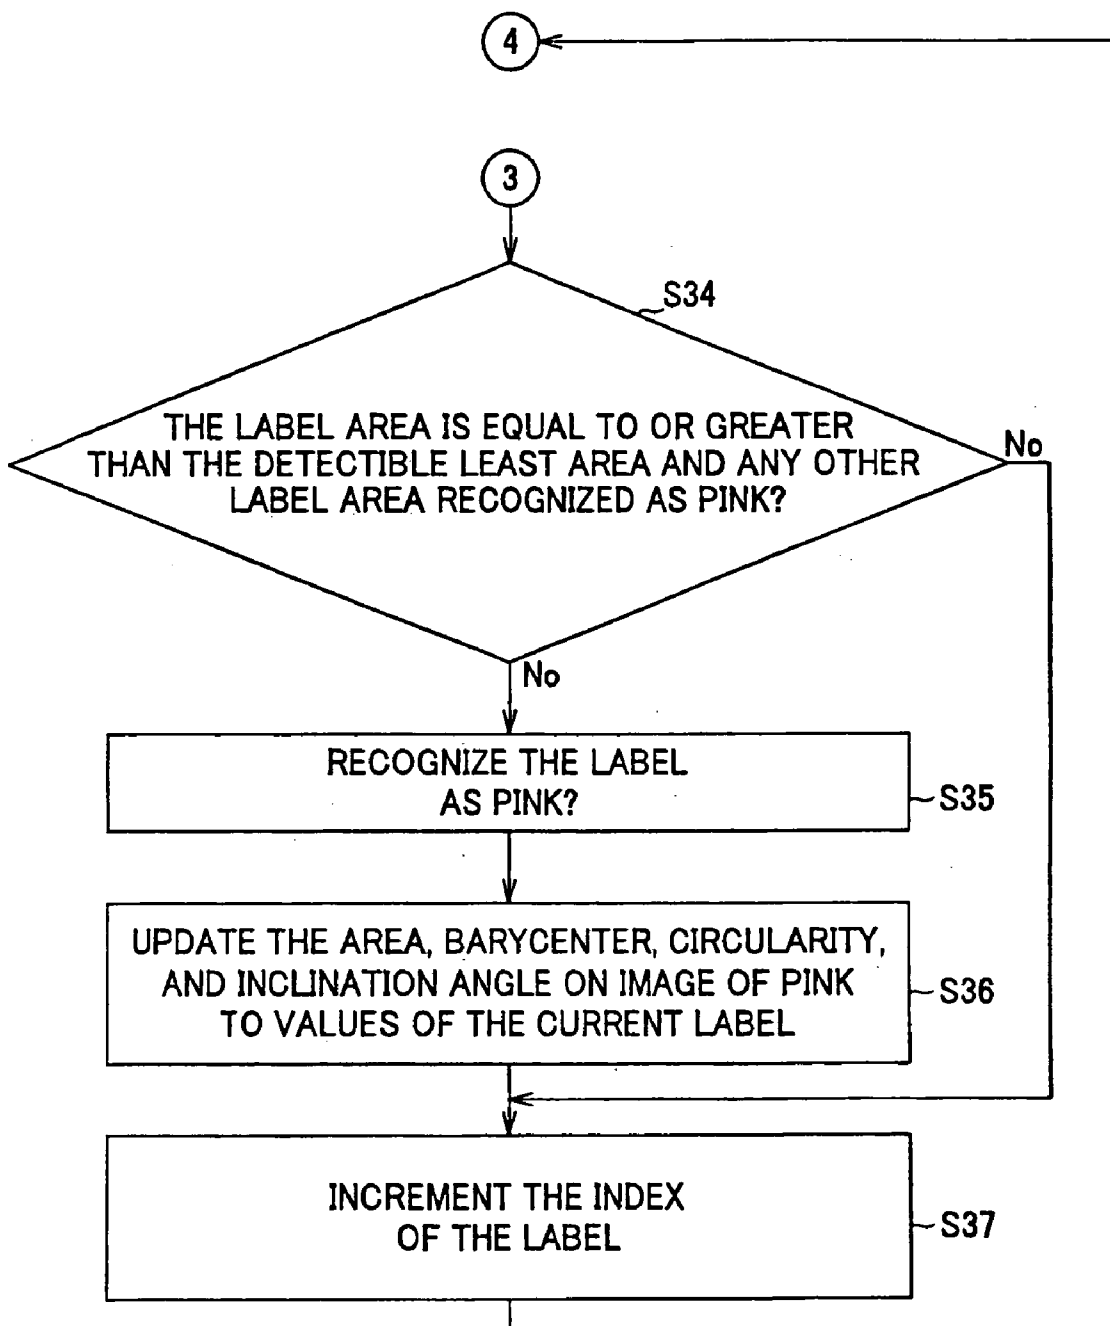 4
3
S34
THE LABEL AREA IS EQUAL TO OR GREATER
THAN THE DETECTIBLE LEAST AREA AND ANY OTHER
LABEL AREA RECOGNIZED AS PINK?
No
No
RECOGNIZE THE LABEL
AS PINK?
S35
UPDATE THE AREA, BARYCENTER, CIRCULARITY,
AND INCLINATION ANGLE ON IMAGE OF PINK
TO VALUES OF THE CURRENT LABEL
S36
INCREMENT THE INDEX
OF THE LABEL
S37